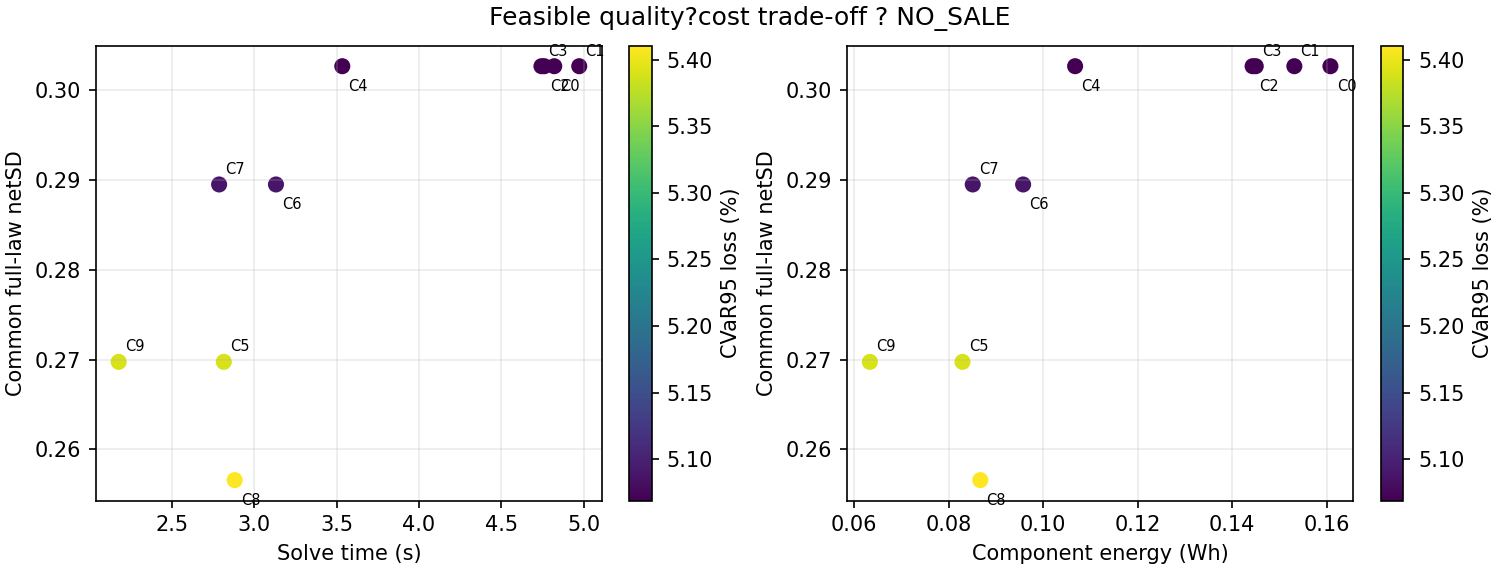 Feasible quality?cost trade-off ? NO_SALE
Common full-law netSD
0.30
0.29
0.28
0.27
0.26
C3
C1
C4
C2
C0
C7
C6
C9
C5
C8
2.5
3.0
3.5
4.0
4.5
5.0
Solve time (s)
5.40
5.35
5.30
5.25
5.20
5.15
5.10
CVaR95 loss (%)
Common full-law netSD
0.30
0.29
0.28
0.27
0.26
C3
C1
C4
C2
C0
C7
C6
C9
C5
C8
0.06
0.08
0.10
0.12
0.14
0.16
Component energy (Wh)
5.40
5.35
5.30
5.25
5.20
5.15
5.10
CVaR95 loss (%)